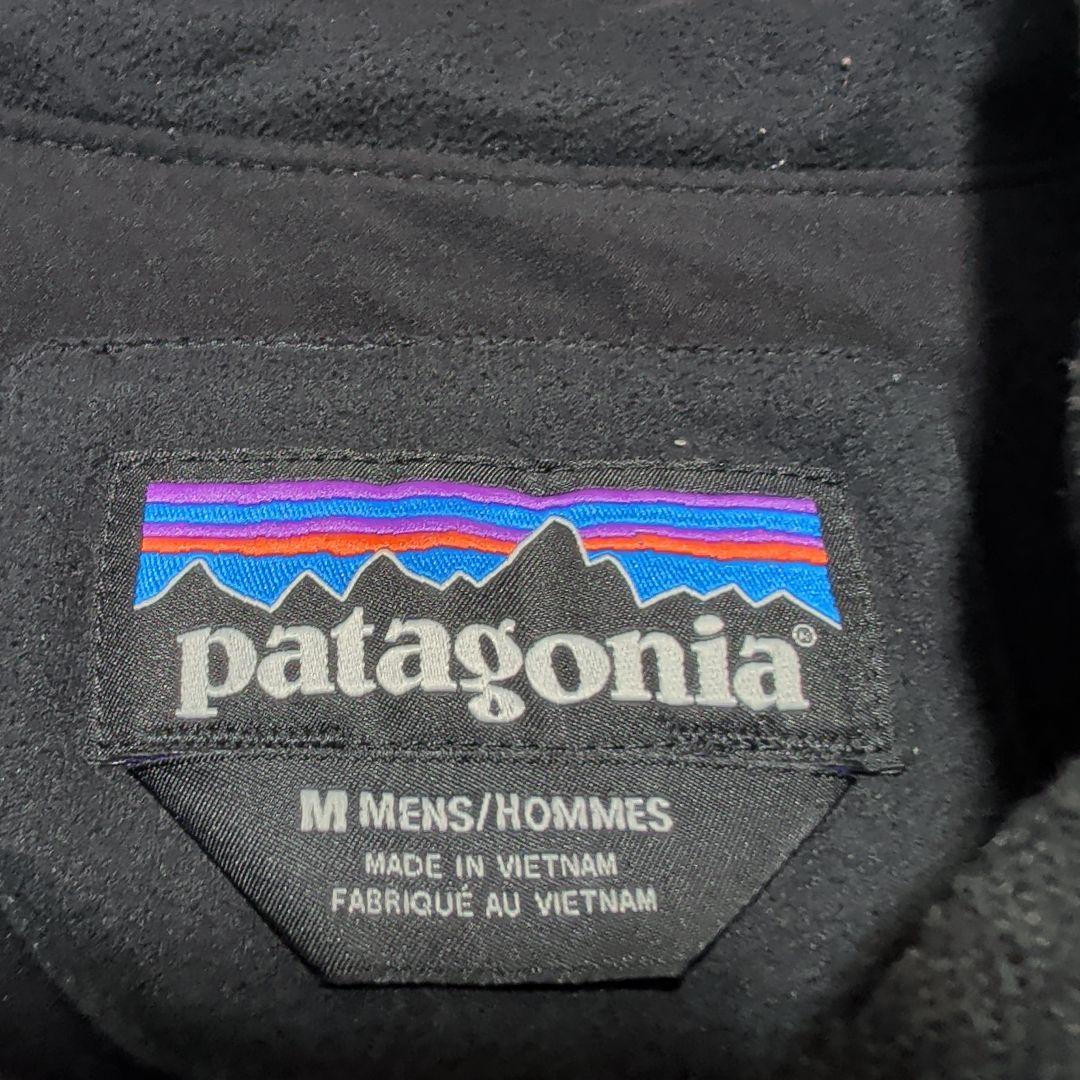 patagonia®
M MENS/HOMMES
MADE IN VIETNAM
FABRIQUÉ AU VIETNAM